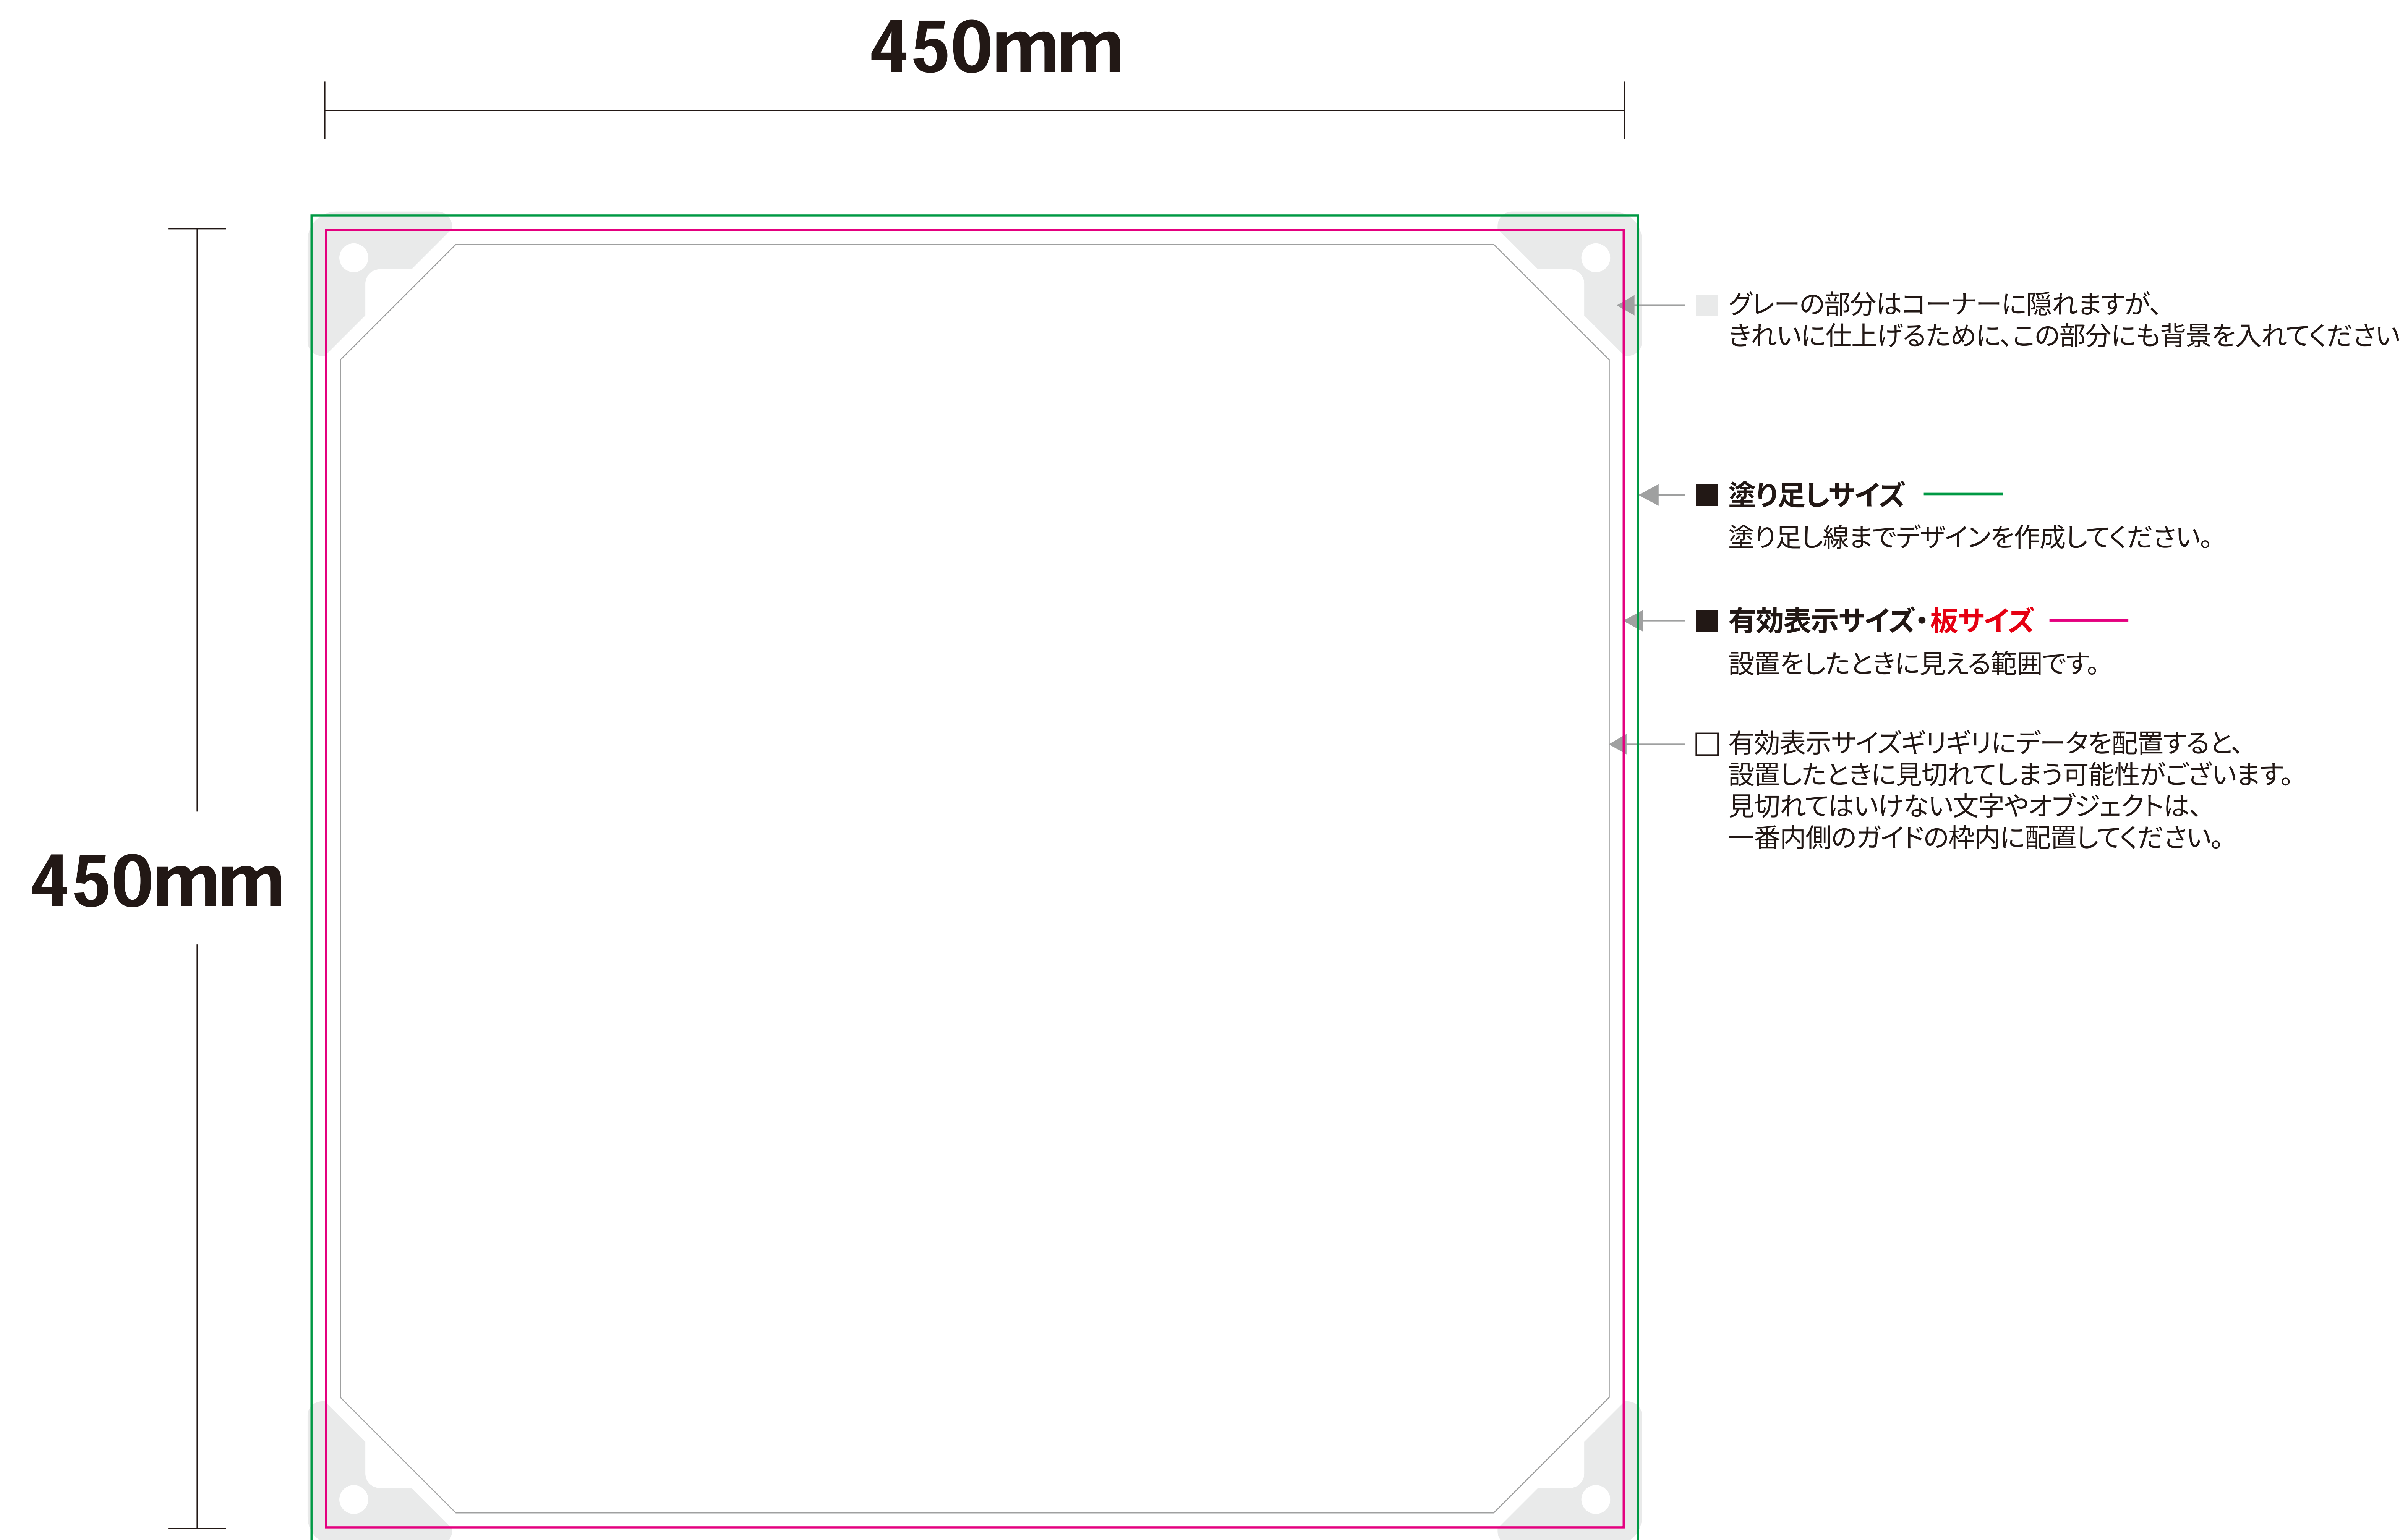 450mm
グレーの部分はコーナーに隠れますが、
きれいに仕上げるために、この部分にも背景を入れてください
■ 塗り足しサイズ
塗り足し線までデザインを作成してください。
■ 有効表示サイズ・板サイズ
設置をしたときに見える範囲です。
□ 有効表示サイズギリギリにデータを配置すると、
設置したときに見切れてしまう可能性がございます。
見切れてはいけない文字やオブジェクトは、
一番内側のガイドの枠内に配置してください。
450mm